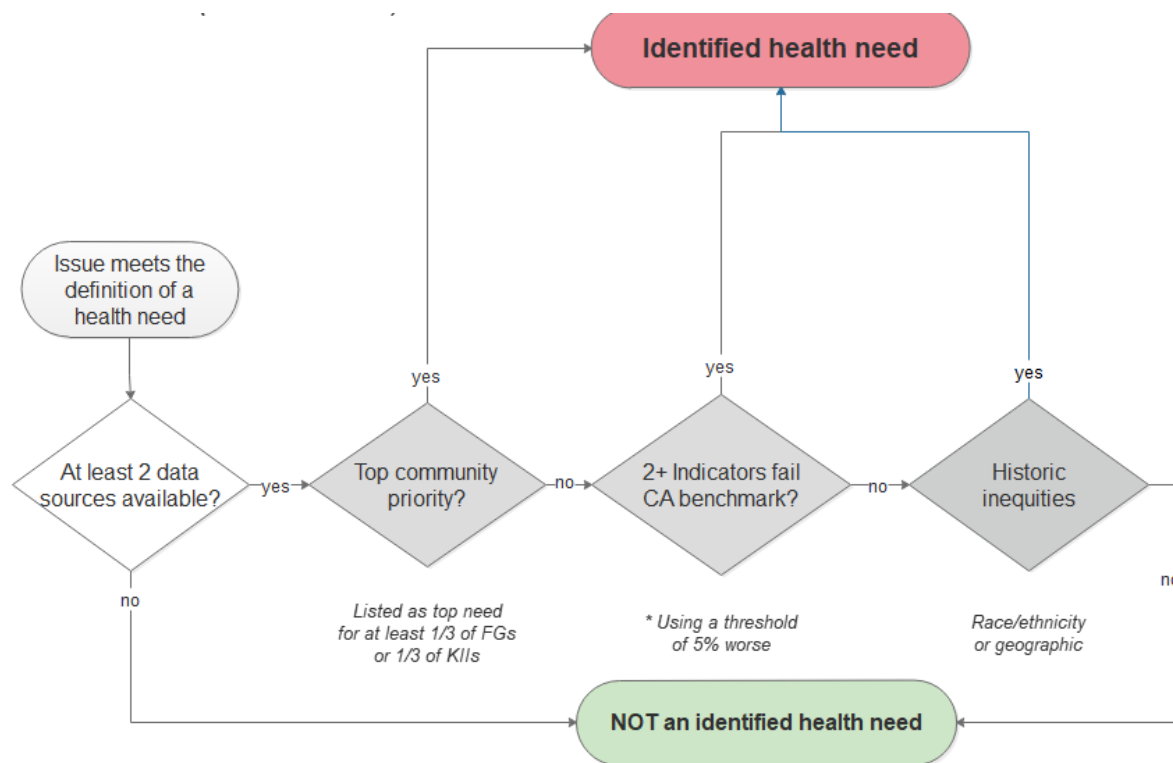 Identified health need
Issue meets the
definition of a
health need
yes
yes
yes
At least 2 data
sources available?
yes
Top community
priority?
no
2+ Indicators fail
CA benchmark?
no
Historic
inequities
no
Listed as top need
for at least 1/3 of FGs
or 1/3 of KIIs
* Using a threshold
of 5% worse
Race/ethnicity
or geographic
NOT an identified health need